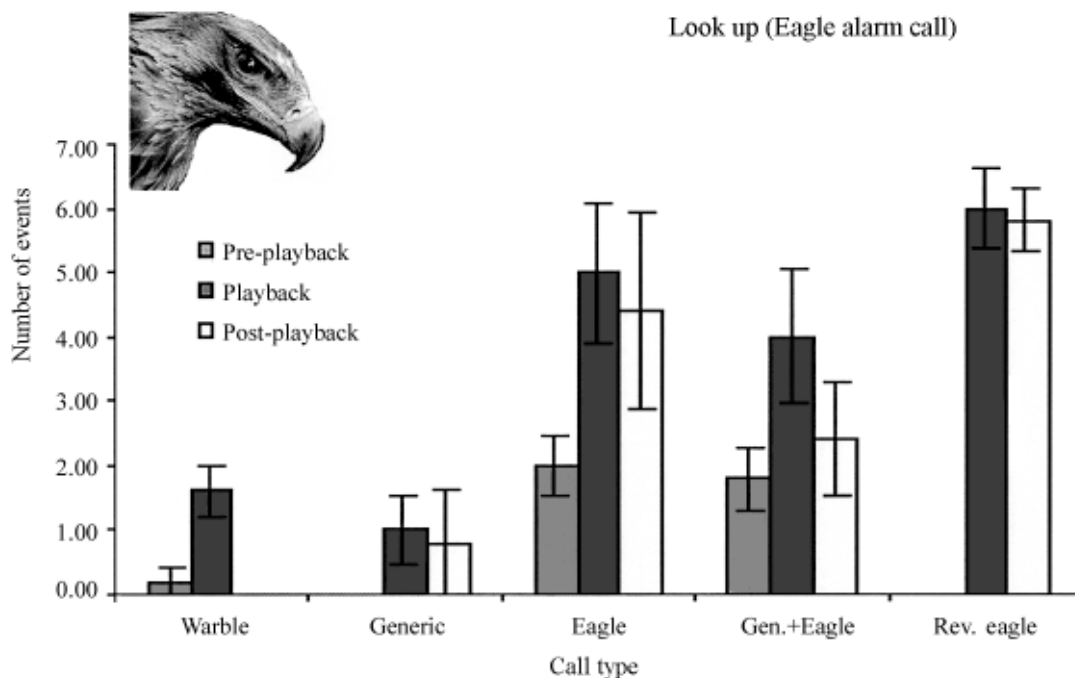 Look up (Eagle alarm call)
Number of events
7.00
6.00
5.00
4.00
3.00
2.00
1.00
0.00
Pre-playback
Playback
Post-playback
Warble Generic Eagle Gen.+Eagle Rev. eagle
Call type